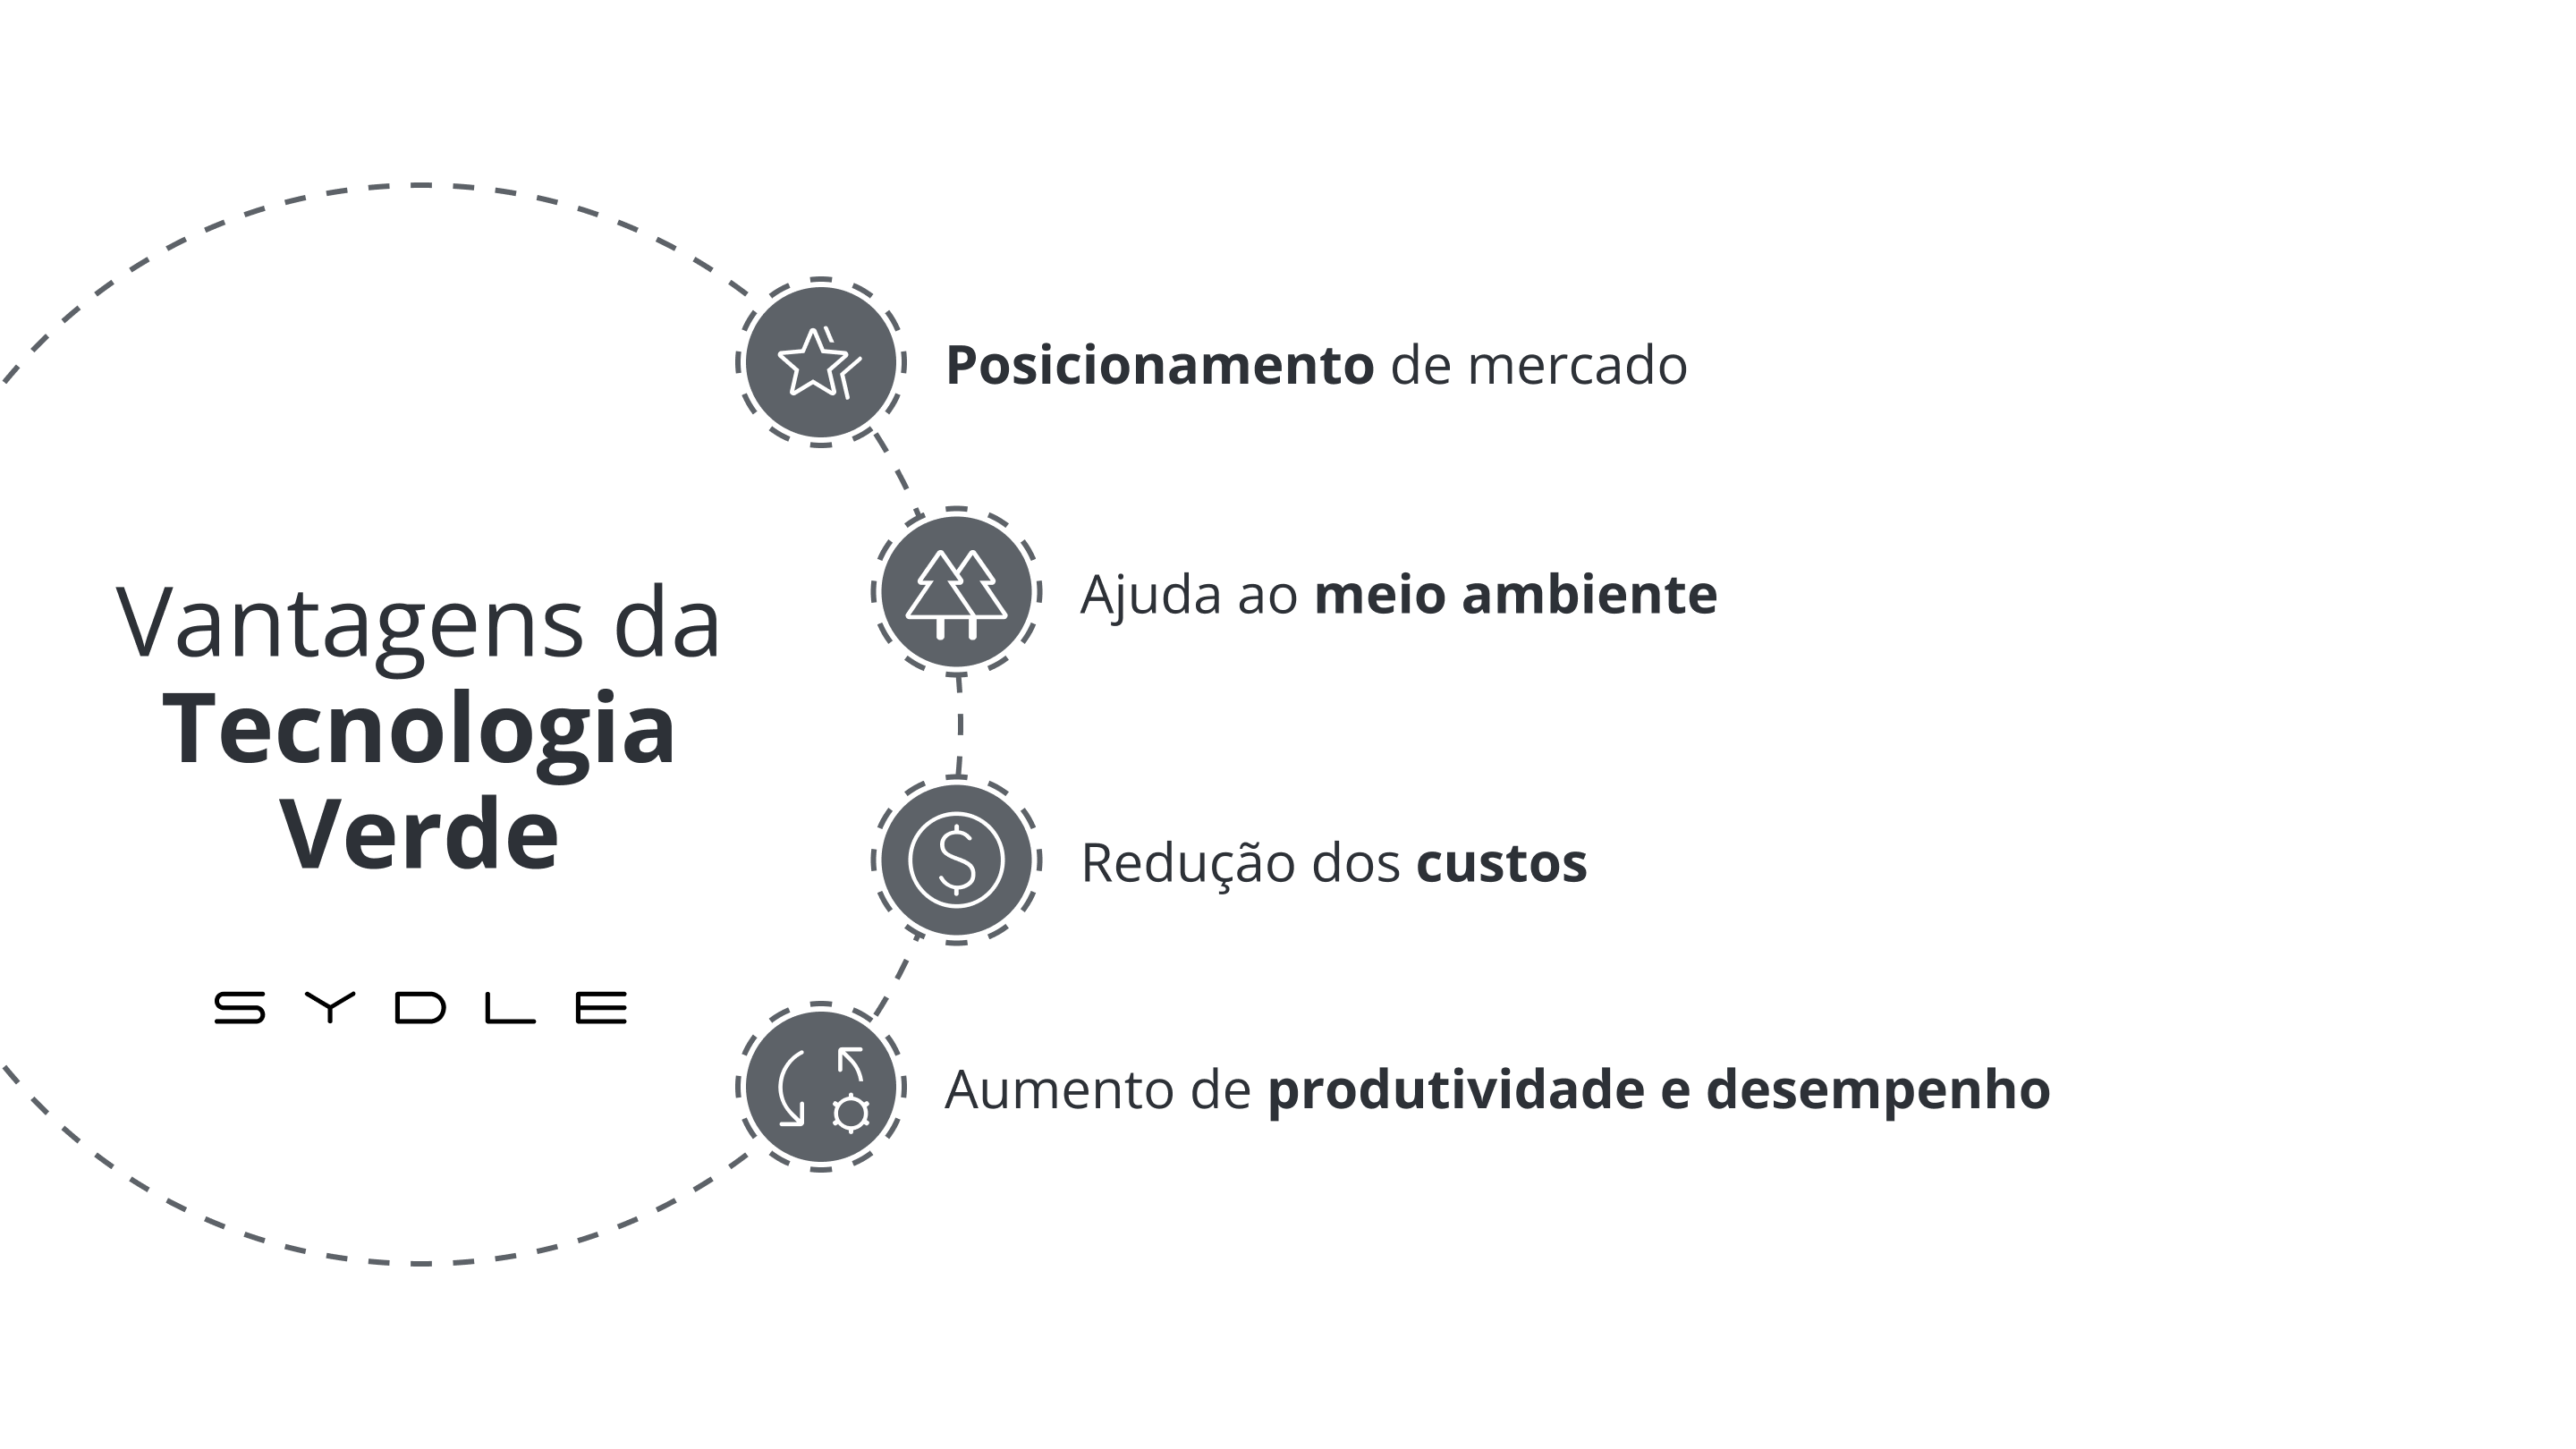 Vantagens da
Tecnologia
Verde
SYDLE
Posicionamento de mercado
Ajuda ao meio ambiente
Redução dos custos
Aumento de produtividade e desempenho